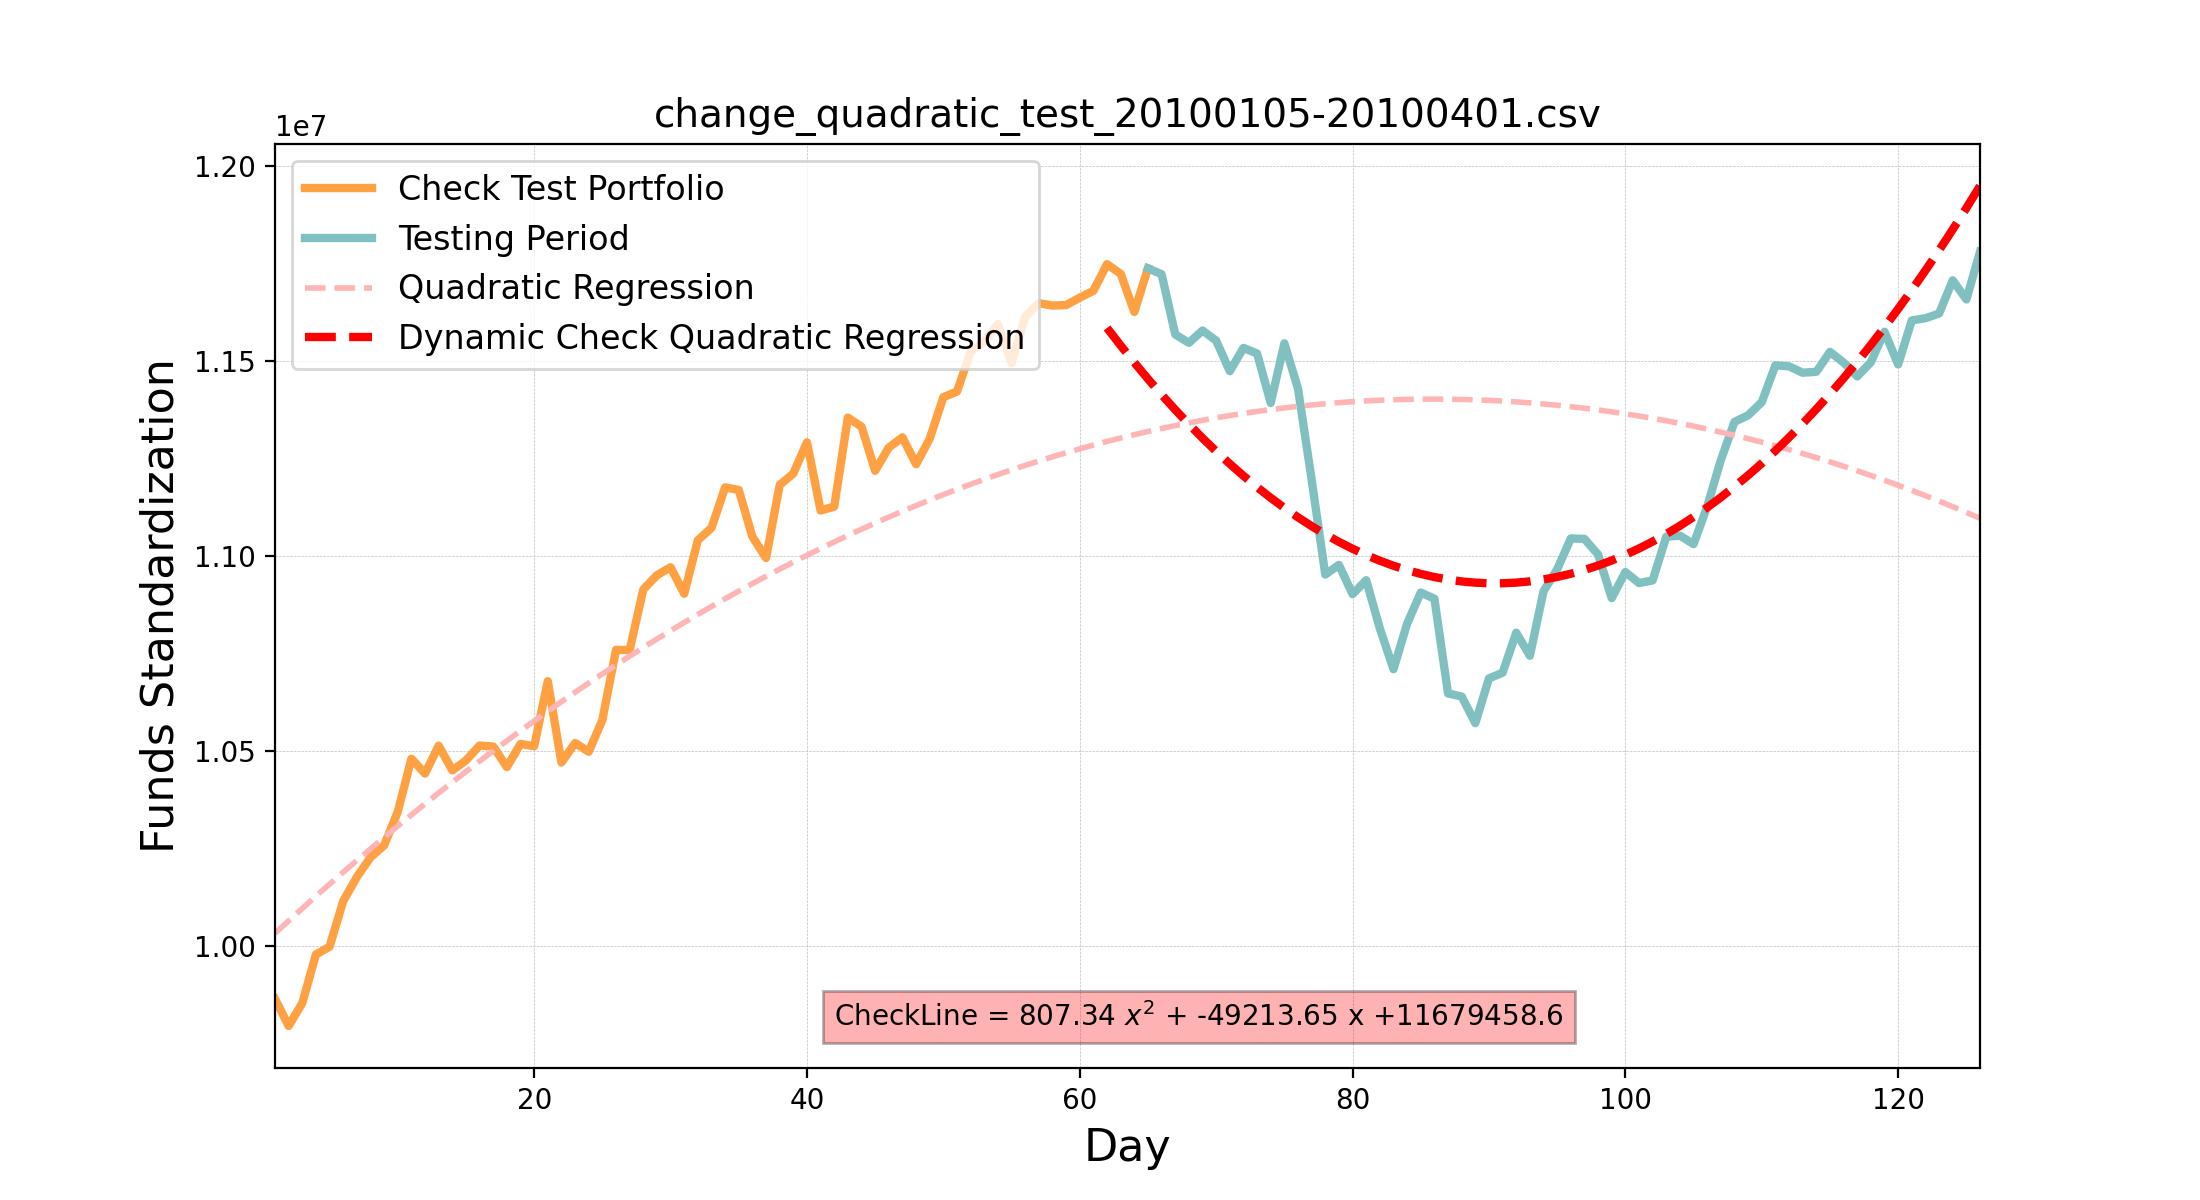 change_quadratic_test_20100105-20100401.csv
1e7
Check Test Portfolio
Testing Period
Quadratic Regression
Dynamic Check Quadratic Regression
1.20
1.15
1.10
1.05
1.00
Funds Standardization
CheckLine = 807.34 x² + -49213.65 x +11679458.6
20 40 60 80 100 120
Day